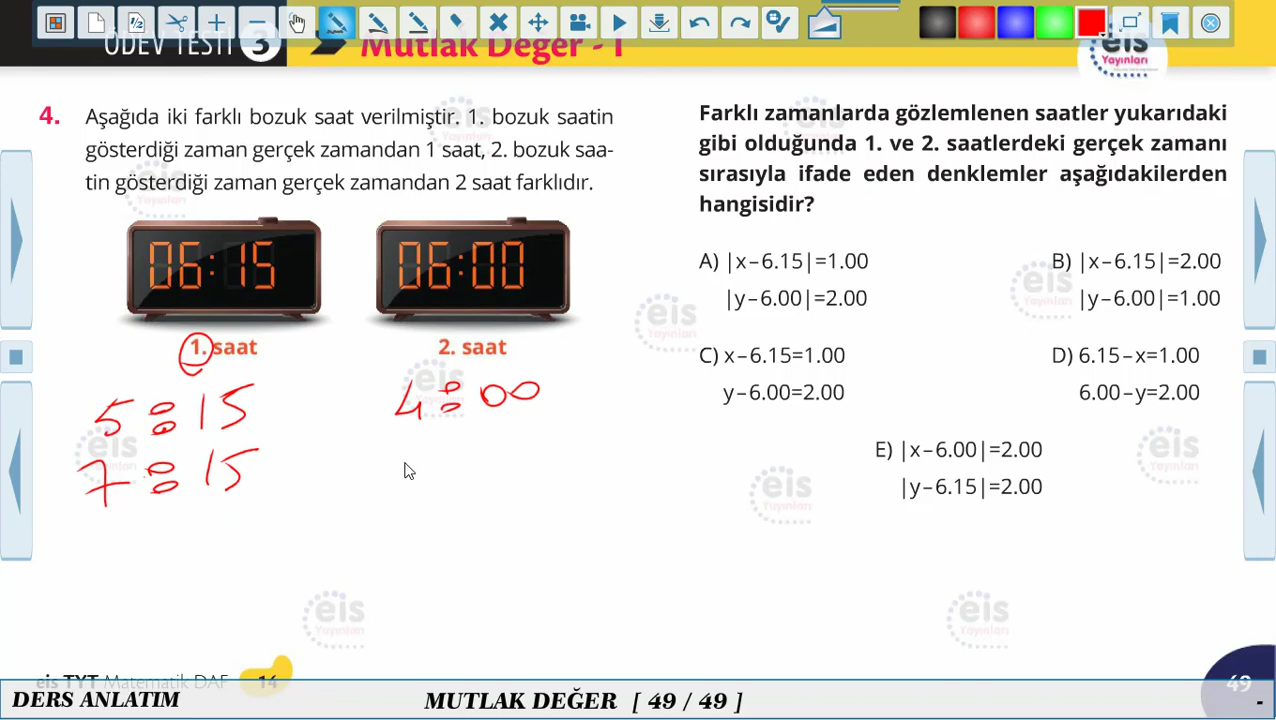 ÖDEV TESTİ 3 Mutlak Değer - 1
eis
Yayınları
4. Aşağıda iki farklı bozuk saat verilmiştir. 1. bozuk saatin
gösterdiği zaman gerçek zamandan 1 saat, 2. bozuk saa-
tin gösterdiği zaman gerçek zamandan 2 saat farklıdır.
06:15
06:00
1. saat
2. saat
5:15
7:15
4:00
Farklı zamanlarda gözlemlenen saatler yukarıdaki
gibi olduğunda 1. ve 2. saatlerdeki gerçek zamanı
sırasıyla ifade eden denklemler aşağıdakilerden
hangisidir?
A) |x–6.15|=1.00
|y–6.00|=2.00
B) |x–6.15|=2.00
|y–6.00|=1.00
C) x–6.15=1.00
y–6.00=2.00
D) 6.15–x=1.00
6.00–y=2.00
E) |x–6.00|=2.00
|y–6.15|=2.00
eis TYT Matematik DAF 14
49
DERS ANLATIM
MUTLAK DEĞER [ 49 / 49 ]
-